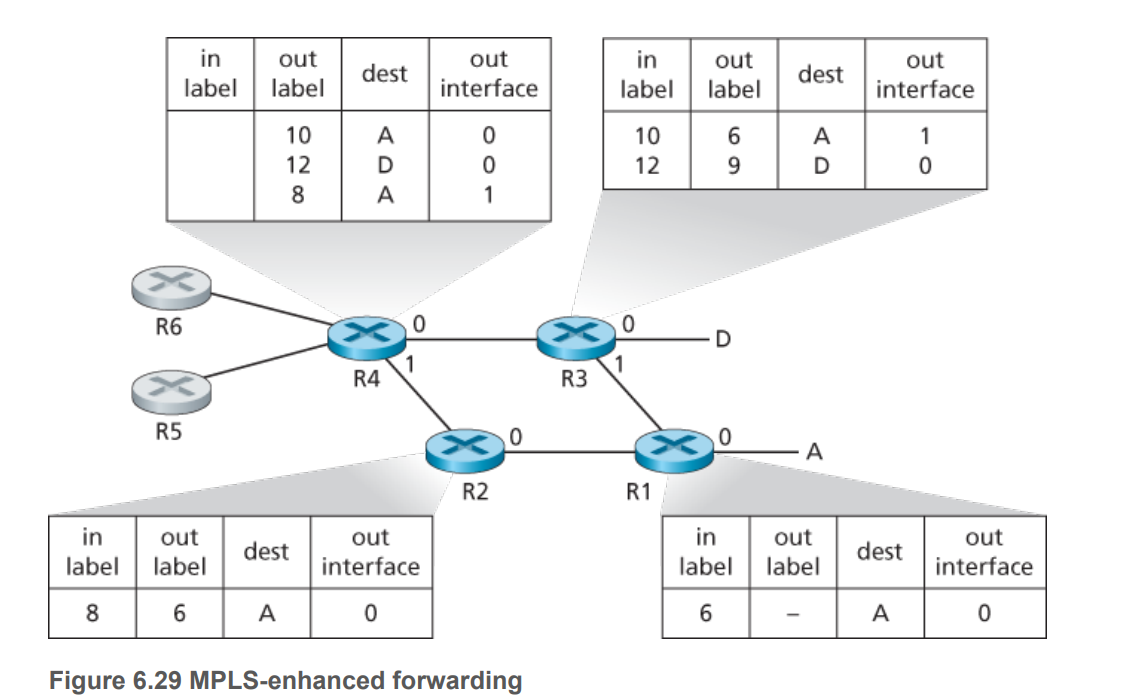 in label | out label | dest | out interface
10 | A | 0
12 | D | 0
8 | A | 1
in label | out label | dest | out interface
10 | 6 | A | 1
12 | 9 | D | 0
R6
R5
0
1
R4
0
1
R3
D
0
R2
0
R1
A
in label | out label | dest | out interface
8 | 6 | A | 0
in label | out label | dest | out interface
6 | – | A | 0
Figure 6.29 MPLS-enhanced forwarding